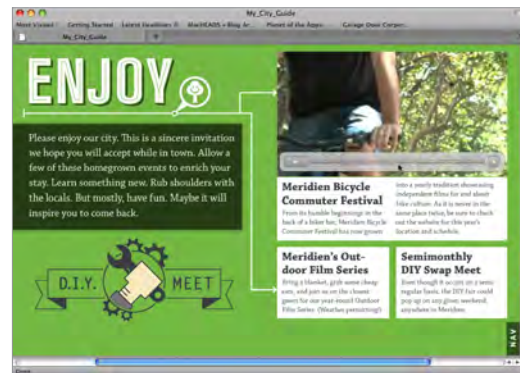 My_City_Guide
Most Visited Getting Started Latest Headlines
Planet of the Apps Garage Door Conver...
My_City_Guide
ENJOY
Please enjoy our city. This is a sincere invitation
we hope you will accept while in town. Allow a
few of these homegrown events to enrich your
stay. Learn something new. Rub shoulders with
the locals. But mostly, have fun. Maybe it will
inspire you to come back.
D.I.Y. MEET
Meridien Bicycle
Commuter Festival
From its humble beginnings in the
back of a biker bar, Meridien Bicycle
Commuter Festival has now grown
into a yearly tradition showcasing
independent films for and about
bike culture. As it is never in the
same place twice, be sure to check
out the website for this year's
location and schedule.
Meridien's Out-
door Film Series
Bring a blanket, grab some cheap
eats, and join us on the closest
green for our year-round Outdoor
Film Series. (Weather permitting!)
Semimonthly
DIY Swap Meet
Even though it occurs on a semi-
regular basis, the DIY Fair could
pop up on any given weekend,
anywhere in Meridien.
NAV
Done